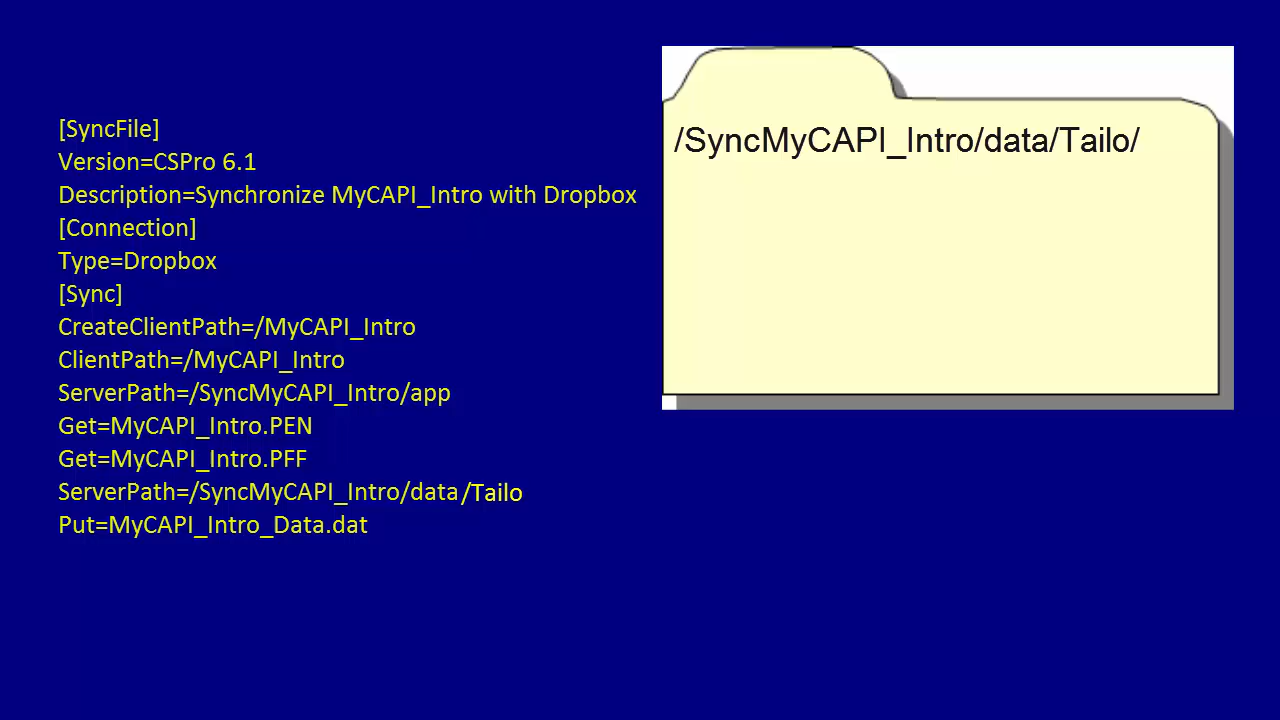 [SyncFile]
Version=CSPro 6.1
Description=Synchronize MyCAPI_Intro with Dropbox
[Connection]
Type=Dropbox
[Sync]
CreateClientPath=/MyCAPI_Intro
ClientPath=/MyCAPI_Intro
ServerPath=/SyncMyCAPI_Intro/app
Get=MyCAPI_Intro.PEN
Get=MyCAPI_Intro.PFF
ServerPath=/SyncMyCAPI_Intro/data/Tailo
Put=MyCAPI_Intro_Data.dat
/SyncMyCAPI_Intro/data/Tailo/